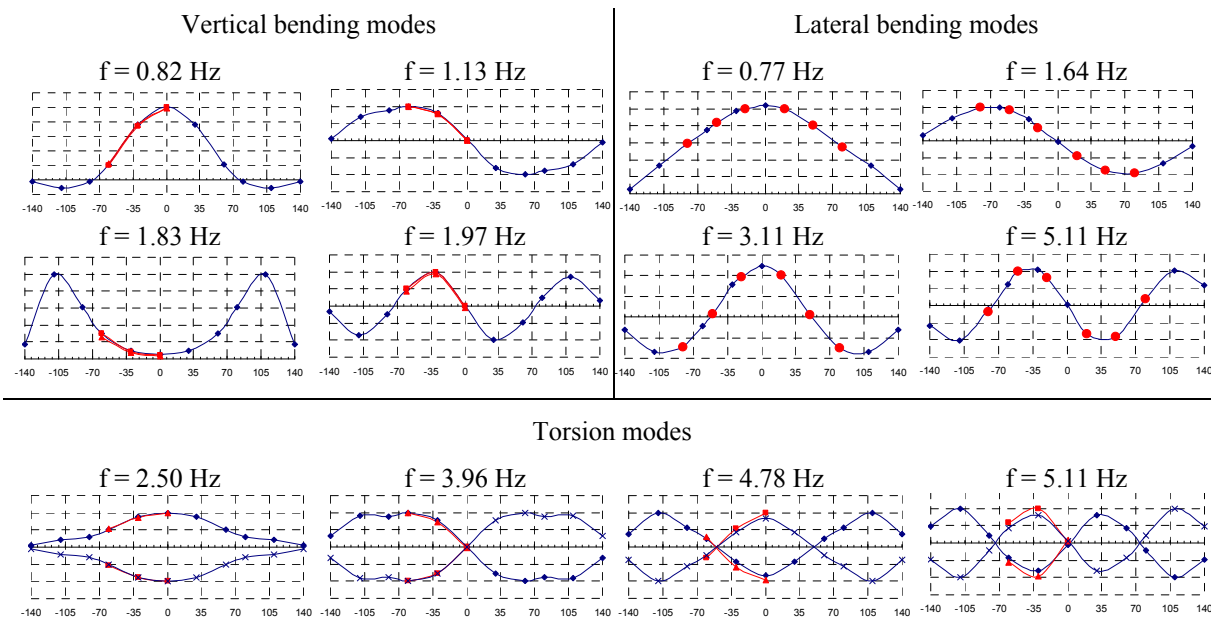 Vertical bending modes
Lateral bending modes
f = 0.82 Hz
f = 1.13 Hz
f = 0.77 Hz
f = 1.64 Hz
-140 -105 -70 -35 0 35 70 105 140
-140 -105 -70 -35 0 35 70 105 140
-140 -105 -70 -35 0 35 70 105 140
-140 -105 -70 -35 0 35 70 105 140
f = 1.83 Hz
f = 1.97 Hz
f = 3.11 Hz
f = 5.11 Hz
-140 -105 -70 -35 0 35 70 105 140
-140 -105 -70 -35 0 35 70 105 140
-140 -105 -70 -35 0 35 70 105 140
-140 -105 -70 -35 0 35 70 105 140
Torsion modes
f = 2.50 Hz
f = 3.96 Hz
f = 4.78 Hz
f = 5.11 Hz
-140 -105 -70 -35 0 35 70 105 140
-140 -105 -70 -35 0 35 70 105 140
-140 -105 -70 -35 0 35 70 105 140
-140 -105 -70 -35 0 35 70 105 140